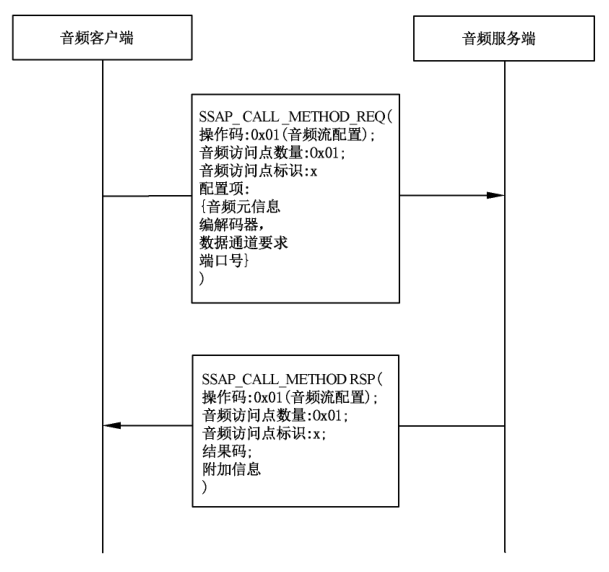 音频客户端
音频服务端
SSAP_CALL_METHOD_REQ(
操作码:0x01(音频流配置);
音频访问点数量:0x01;
音频访问点标识:x
配置项:
{音频元信息
编解码器,
数据通道要求
端口号}
)
SSAP_CALL_METHOD RSP(
操作码:0x01(音频流配置);
音频访问点数量:0x01;
音频访问点标识:x;
结果码;
附加信息
)